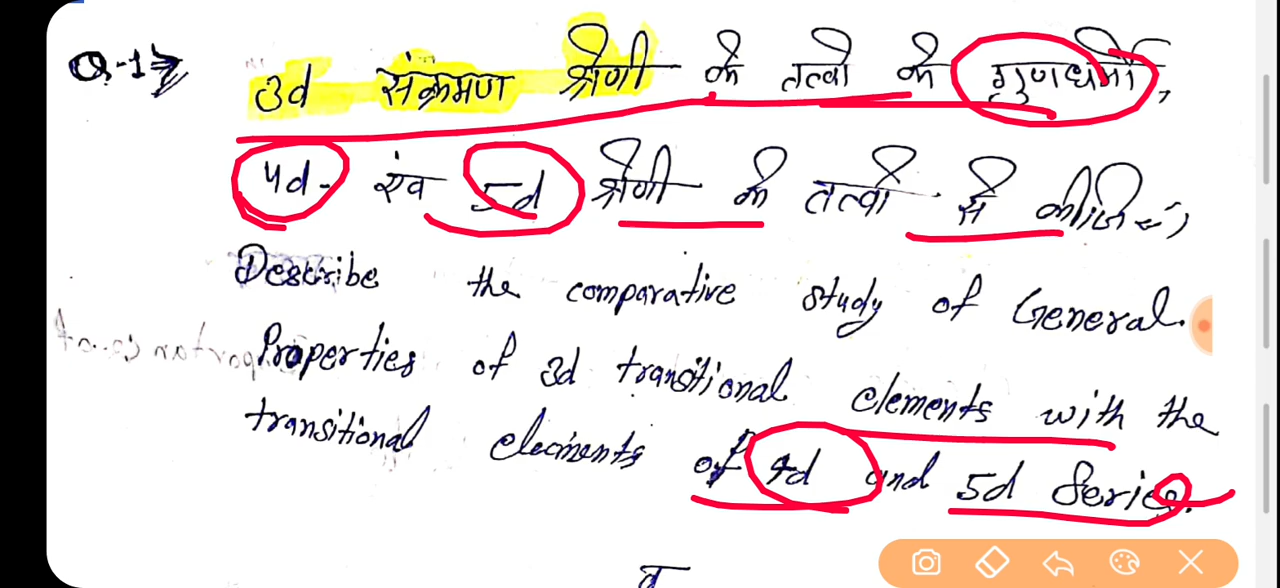 Q-1⇒ 3d संक्रमण श्रेणी के तत्वो के गुणधर्मो,
4d- एंव 5d श्रेणी के तत्वो से कीजिए,
Describe the comparative study of General.
Properties of 3d transitional elements with the
transitional elements of 4d and 5d Series.
व